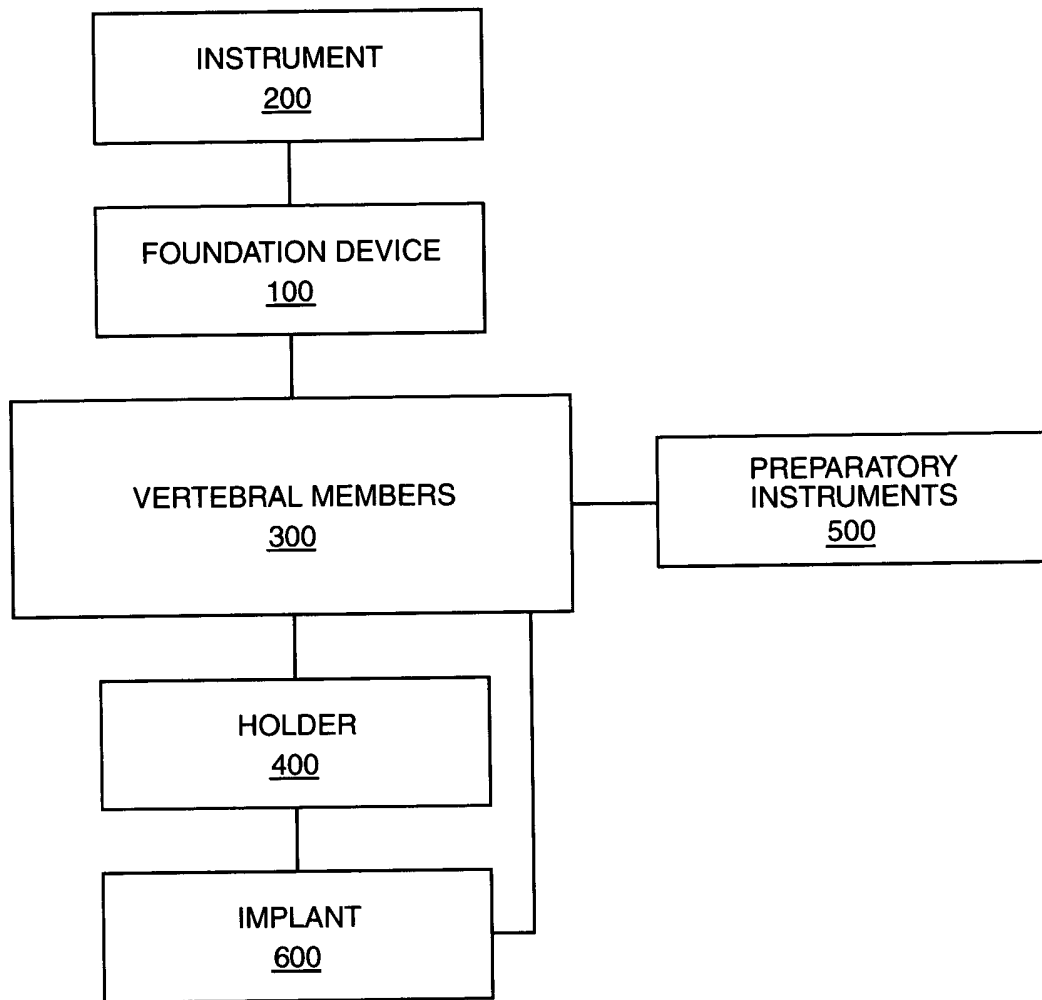 INSTRUMENT
200
FOUNDATION DEVICE
100
VERTEBRAL MEMBERS
300
PREPARATORY
INSTRUMENTS
500
HOLDER
400
IMPLANT
600